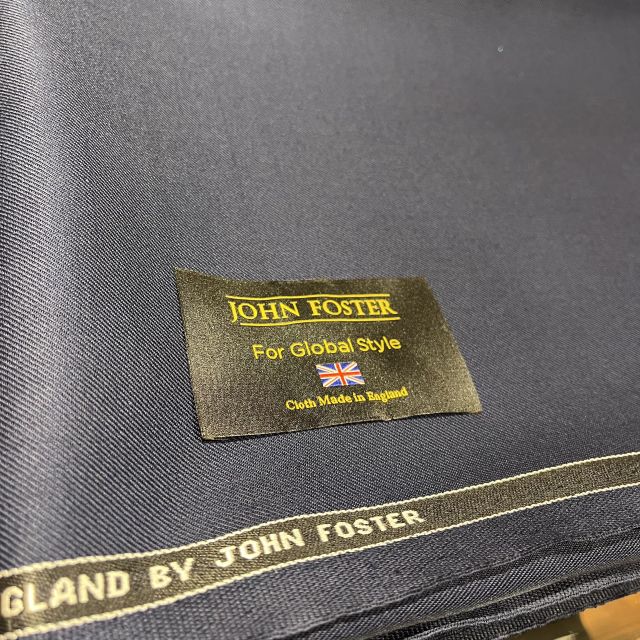 JOHN FOSTER
For Global Style
Cloth Made in England
GLAND BY JOHN FOSTER